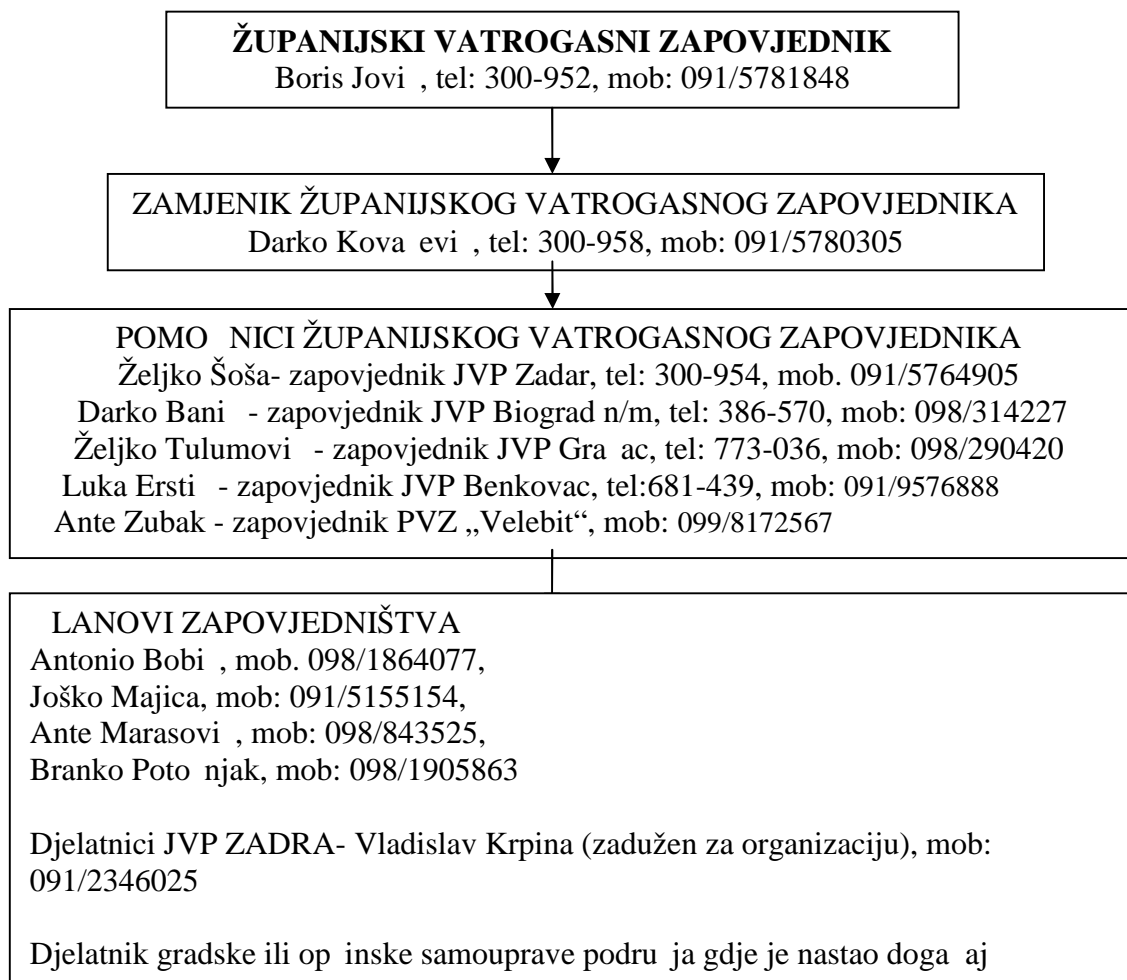 ŽUPANIJSKI VATROGASNI ZAPOVJEDNIK
Boris Jovi , tel: 300-952, mob: 091/5781848
ZAMJENIK ŽUPANIJSKOG VATROGASNOG ZAPOVJEDNIKA
Darko Kova evi , tel: 300-958, mob: 091/5780305
POMO NICI ŽUPANIJSKOG VATROGASNOG ZAPOVJEDNIKA
Željko Šoša- zapovjednik JVP Zadar, tel: 300-954, mob. 091/5764905
Darko Bani - zapovjednik JVP Biograd n/m, tel: 386-570, mob: 098/314227
Željko Tulumovi - zapovjednik JVP Gra ac, tel: 773-036, mob: 098/290420
Luka Ersti - zapovjednik JVP Benkovac, tel:681-439, mob: 091/9576888
Ante Zubak - zapovjednik PVZ „Velebit“, mob: 099/8172567
LANOVI ZAPOVJEDNIŠTVA
Antonio Bobi , mob. 098/1864077,
Joško Majica, mob: 091/5155154,
Ante Marasovi , mob: 098/843525,
Branko Poto njak, mob: 098/1905863
Djelatnici JVP ZADRA- Vladislav Krpina (zadužen za organizaciju), mob:
091/2346025
Djelatnik gradske ili op inske samouprave podru ja gdje je nastao doga aj